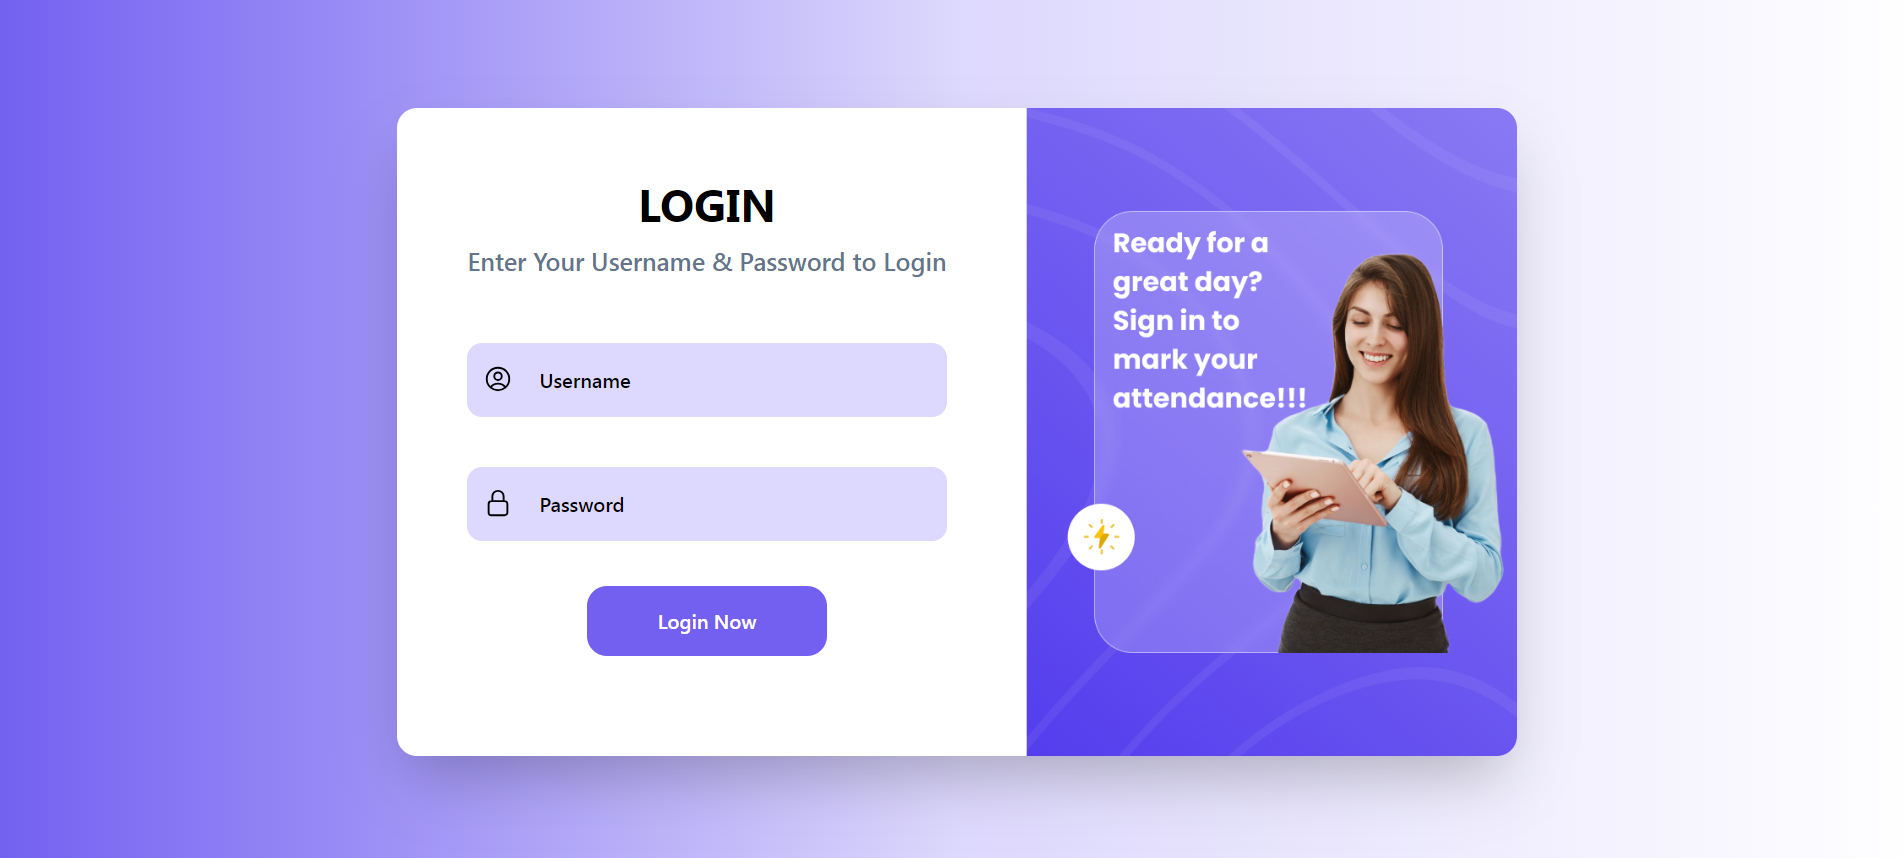 LOGIN
Enter Your Username & Password to Login
Username
Password
Login Now
Ready for a
great day?
Sign in to
mark your
attendance!!!